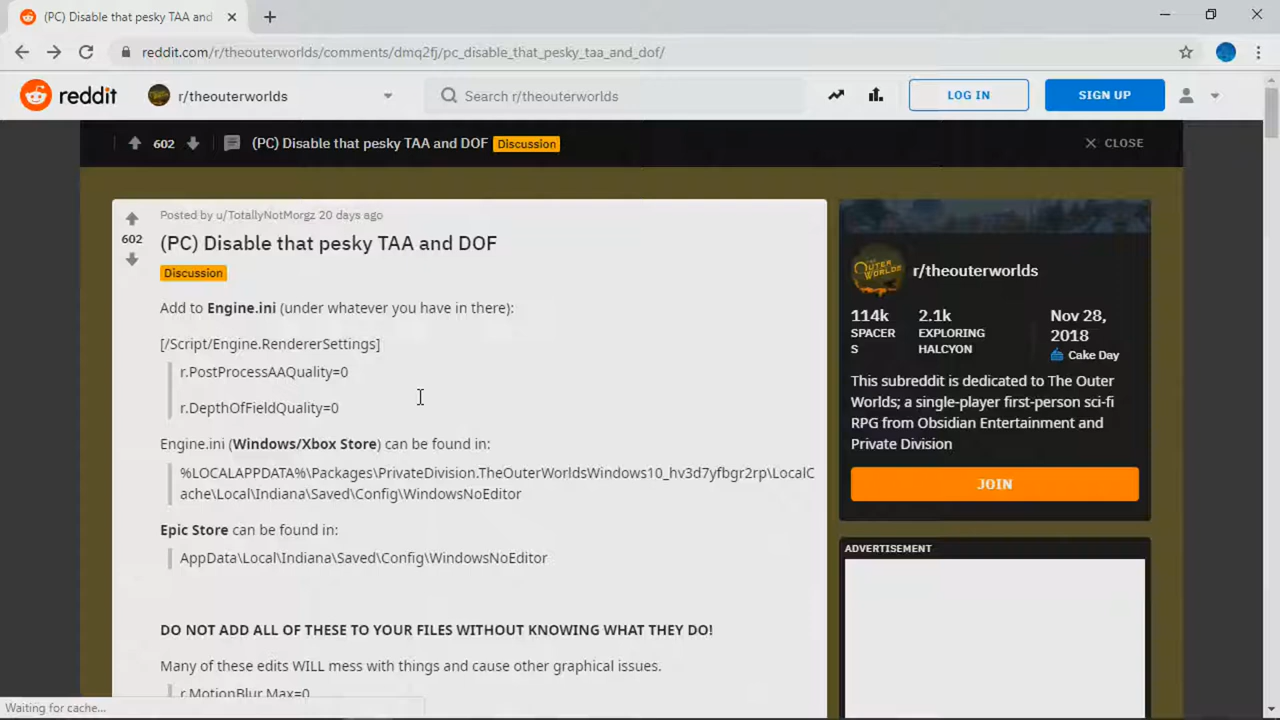 (PC) Disable that pesky TAA and
reddit.com/r/theouterworlds/comments/dmq2fj/pc_disable_that_pesky_taa_and_dof/
reddit
r/theouterworlds
Search r/theouterworlds
LOG IN
SIGN UP
602
(PC) Disable that pesky TAA and DOF
Discussion
CLOSE
Posted by u/TotallyNotMorgz 20 days ago
602
(PC) Disable that pesky TAA and DOF
Discussion
Add to Engine.ini (under whatever you have in there):
[/Script/Engine.RendererSettings]
r.PostProcessAAQuality=0
r.DepthOfFieldQuality=0
Engine.ini (Windows/Xbox Store) can be found in:
%LOCALAPPDATA%\Packages\PrivateDivision.TheOuterWorldsWindows10_hv3d7yfbgr2rp\LocalC
ache\Local\Indiana\Saved\Config\WindowsNoEditor
Epic Store can be found in:
AppData\Local\Indiana\Saved\Config\WindowsNoEditor
DO NOT ADD ALL OF THESE TO YOUR FILES WITHOUT KNOWING WHAT THEY DO!
Many of these edits WILL mess with things and cause other graphical issues.
r.MotionBlur.Max=0
THE OUTER WORLDS
r/theouterworlds
114k
SPACER
S
2.1k
EXPLORING
HALCYON
Nov 28,
2018
Cake Day
This subreddit is dedicated to The Outer
Worlds; a single-player first-person sci-fi
RPG from Obsidian Entertainment and
Private Division
JOIN
ADVERTISEMENT
Waiting for cache...